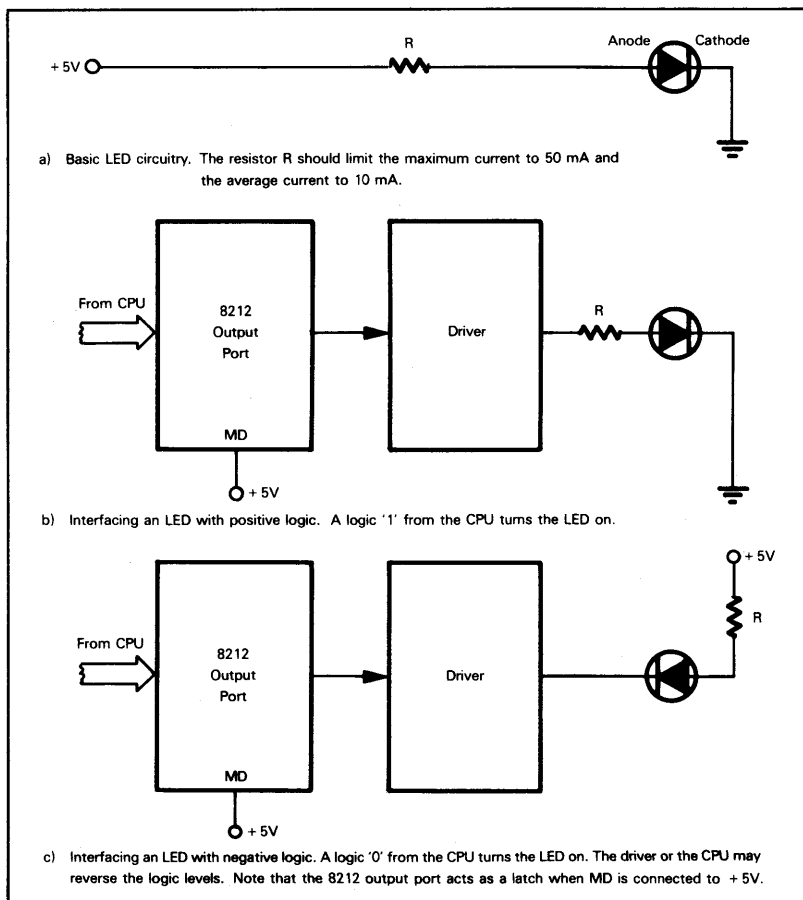 R
Anode
Cathode
+ 5V
a) Basic LED circuitry. The resistor R should limit the maximum current to 50 mA and
the average current to 10 mA.
From CPU
8212
Output
Port
MD
+ 5V
Driver
R
b) Interfacing an LED with positive logic. A logic '1' from the CPU turns the LED on.
+ 5V
R
From CPU
8212
Output
Port
MD
+ 5V
Driver
c) Interfacing an LED with negative logic. A logic '0' from the CPU turns the LED on. The driver or the CPU may
reverse the logic levels. Note that the 8212 output port acts as a latch when MD is connected to + 5V.